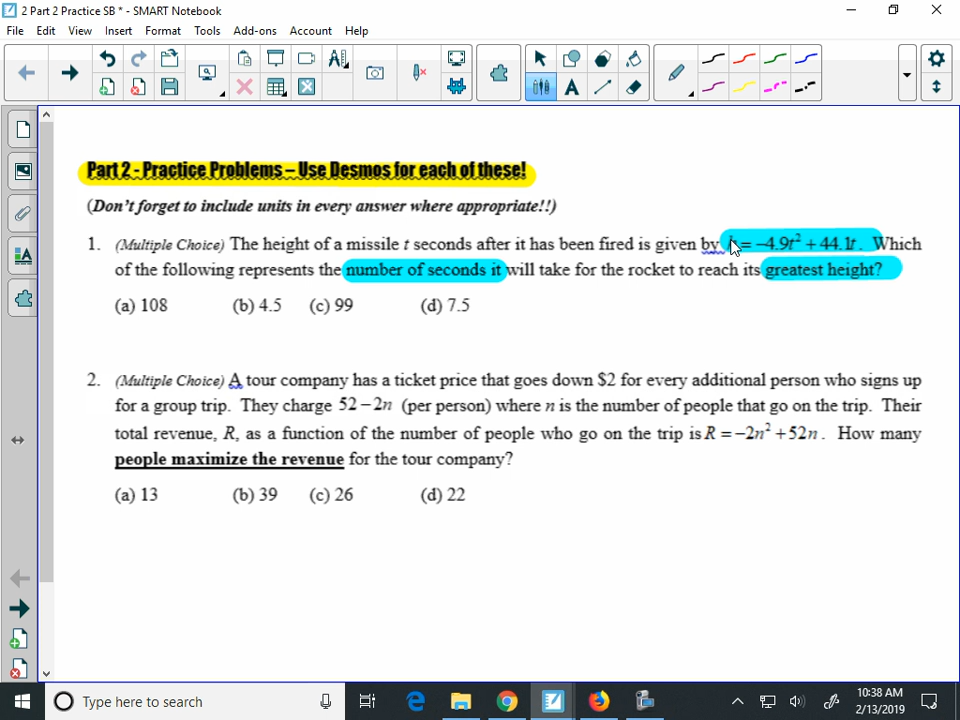 2 Part 2 Practice SB * - SMART Notebook
File Edit View Insert Format Tools Add-ons Account Help
Part 2 - Practice Problems – Use Desmos for each of these!
(Don't forget to include units in every answer where appropriate!!)
1. (Multiple Choice) The height of a missile t seconds after it has been fired is given by h = –4.9t² + 44.1t. Which
of the following represents the number of seconds it will take for the rocket to reach its greatest height?
(a) 108 (b) 4.5 (c) 99 (d) 7.5
2. (Multiple Choice) A tour company has a ticket price that goes down $2 for every additional person who signs up
for a group trip. They charge 52 – 2n (per person) where n is the number of people that go on the trip. Their
total revenue, R, as a function of the number of people who go on the trip is R = –2n² + 52n. How many
people maximize the revenue for the tour company?
(a) 13 (b) 39 (c) 26 (d) 22
Type here to search
10:38 AM
2/13/2019